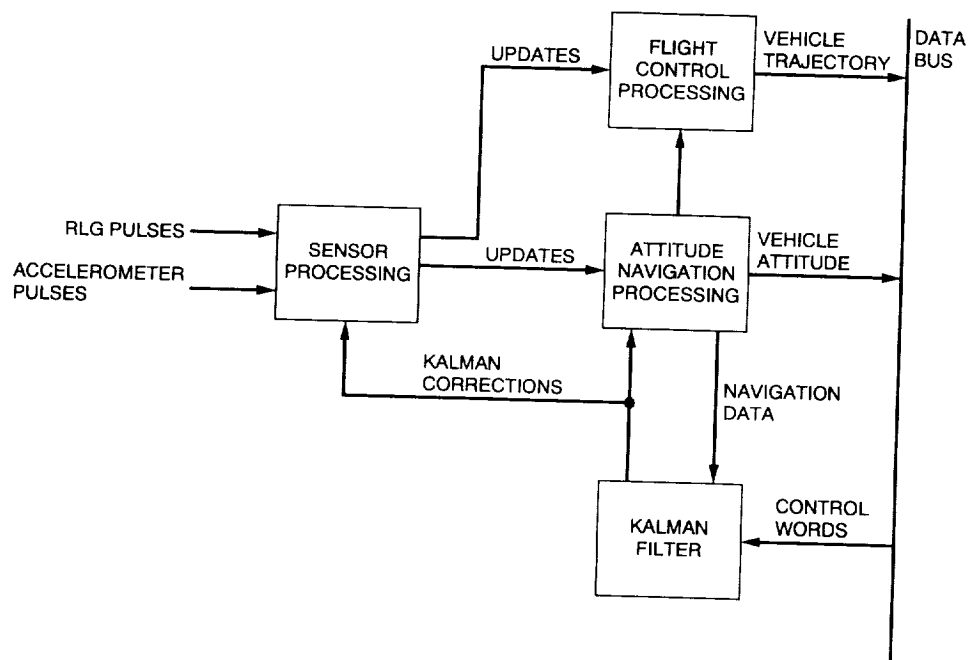 UPDATES
FLIGHT
CONTROL
PROCESSING
VEHICLE
TRAJECTORY
DATA
BUS
RLG PULSES
ACCELEROMETER
PULSES
SENSOR
PROCESSING
UPDATES
ATTITUDE
NAVIGATION
PROCESSING
VEHICLE
ATTITUDE
KALMAN
CORRECTIONS
NAVIGATION
DATA
KALMAN
FILTER
CONTROL
WORDS